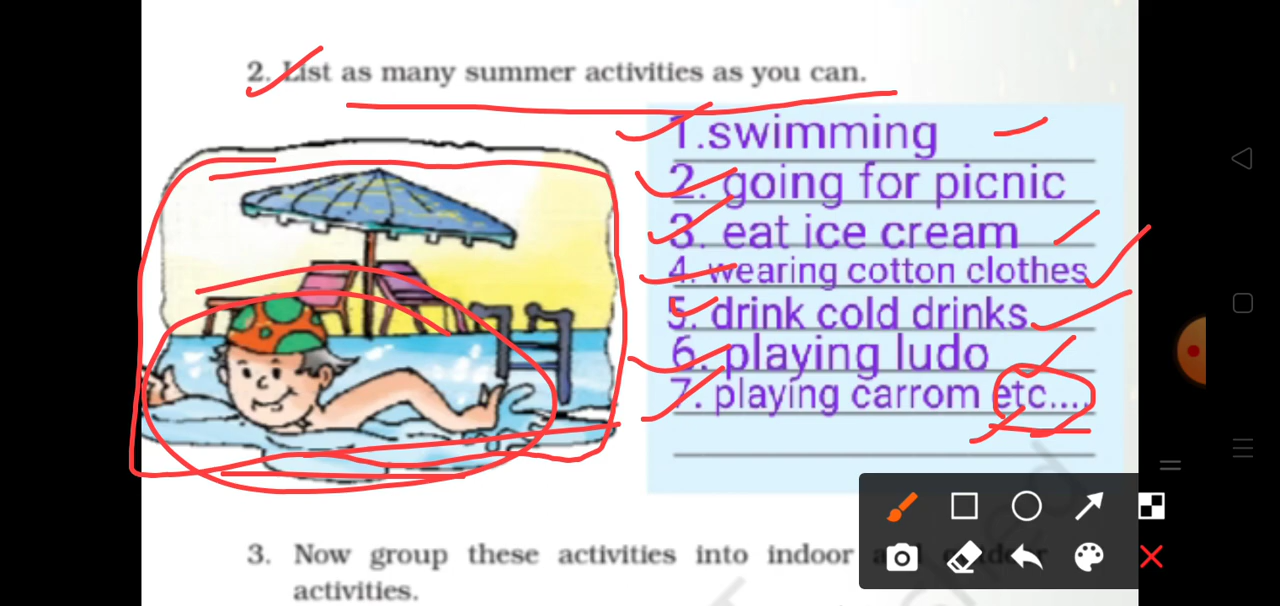 2. List as many summer activities as you can.
1.swimming
2. going for picnic
3. eat ice cream
4. wearing cotton clothes
5. drink cold drinks
6. playing ludo
7. playing carrom etc....
3. Now group these activities into indoor and outdoor
activities.